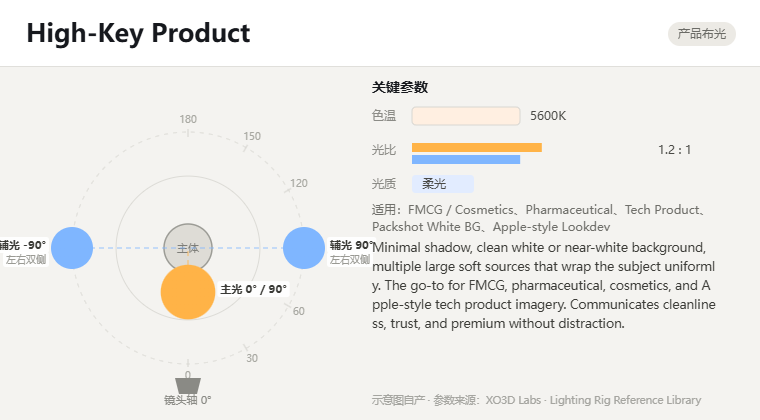 High-Key Product
产品布光
关键参数
色温
5600K
光比
1.2 : 1
光质
柔光
适用：FMCG / Cosmetics、Pharmaceutical、Tech Product、
Packshot White BG、Apple-style Lookdev
Minimal shadow, clean white or near-white background,
multiple large soft sources that wrap the subject uniforml
y. The go-to for FMCG, pharmaceutical, cosmetics, and A
pple-style tech product imagery. Communicates cleanline
ss, trust, and premium without distraction.
180
150
120
辅光 -90°
左右双侧
主体
辅光 90°
左右双侧
主光 0° / 90°
60
30
0
镜头轴 0°
示意图自产 · 参数来源：XO3D Labs · Lighting Rig Reference Library